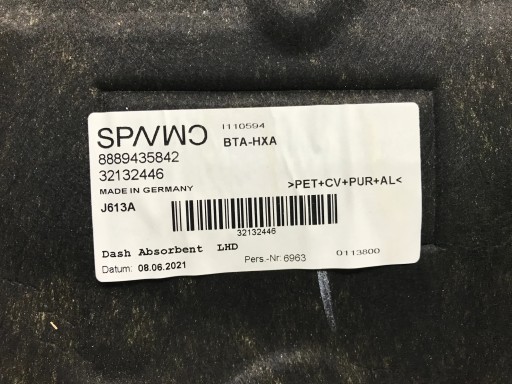 I110594
SPΛMO
BTA-HXA
8889435842
32132446
MADE IN GERMANY
>PET+CV+PUR+AL<
J613A
32132446
Dash Absorbent LHD
Datum: 08.06.2021
Pers.-Nr: 6963
0113800